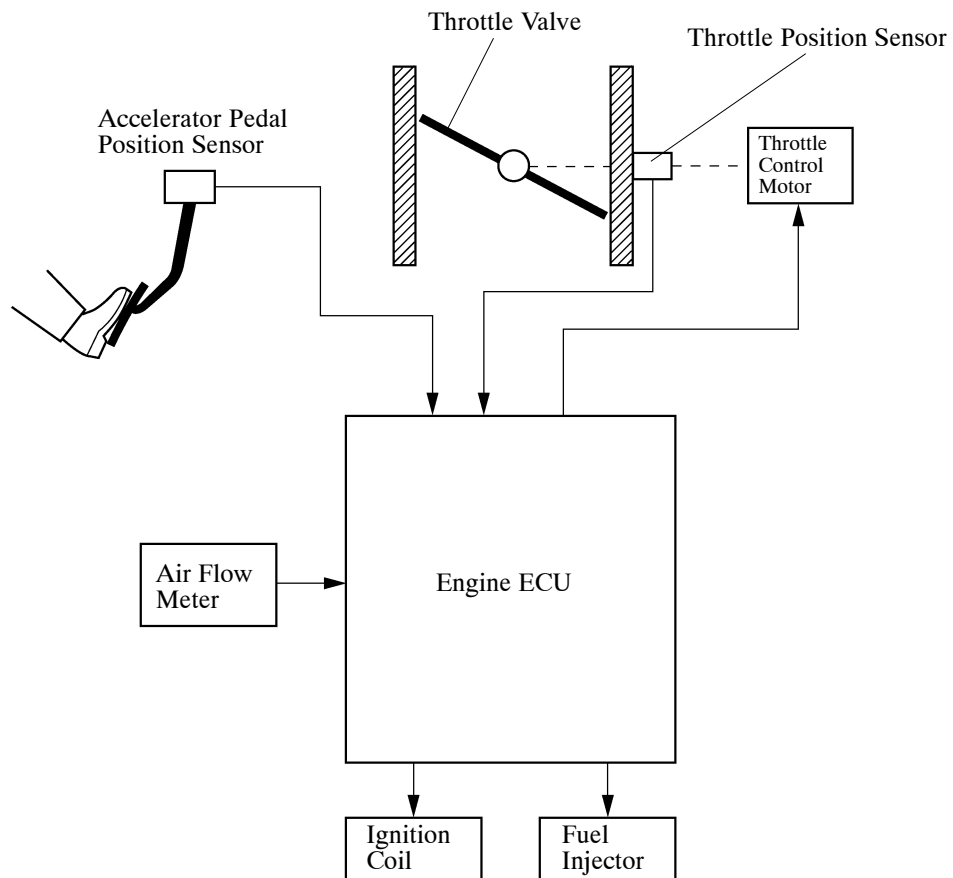 Throttle Valve
Throttle Position Sensor
Accelerator Pedal
Position Sensor
Throttle
Control
Motor
Air Flow
Meter
Engine ECU
Ignition
Coil
Fuel
Injector